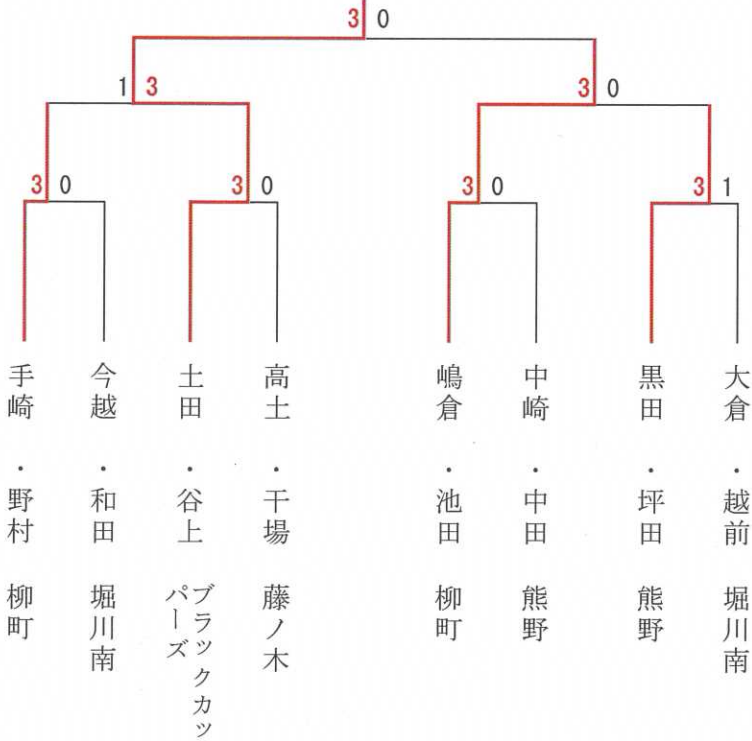 3 0
1 3
3 0
3 0
3 0
3 0
3 1
手崎・野村 柳町
今越・和田 堀川南
土田・谷上 ブラックカッ
パーズ
高土・干場 藤ノ木
嶋倉・池田 柳町
中崎・中田 熊野
黒田・坪田 熊野
大倉・越前 堀川南